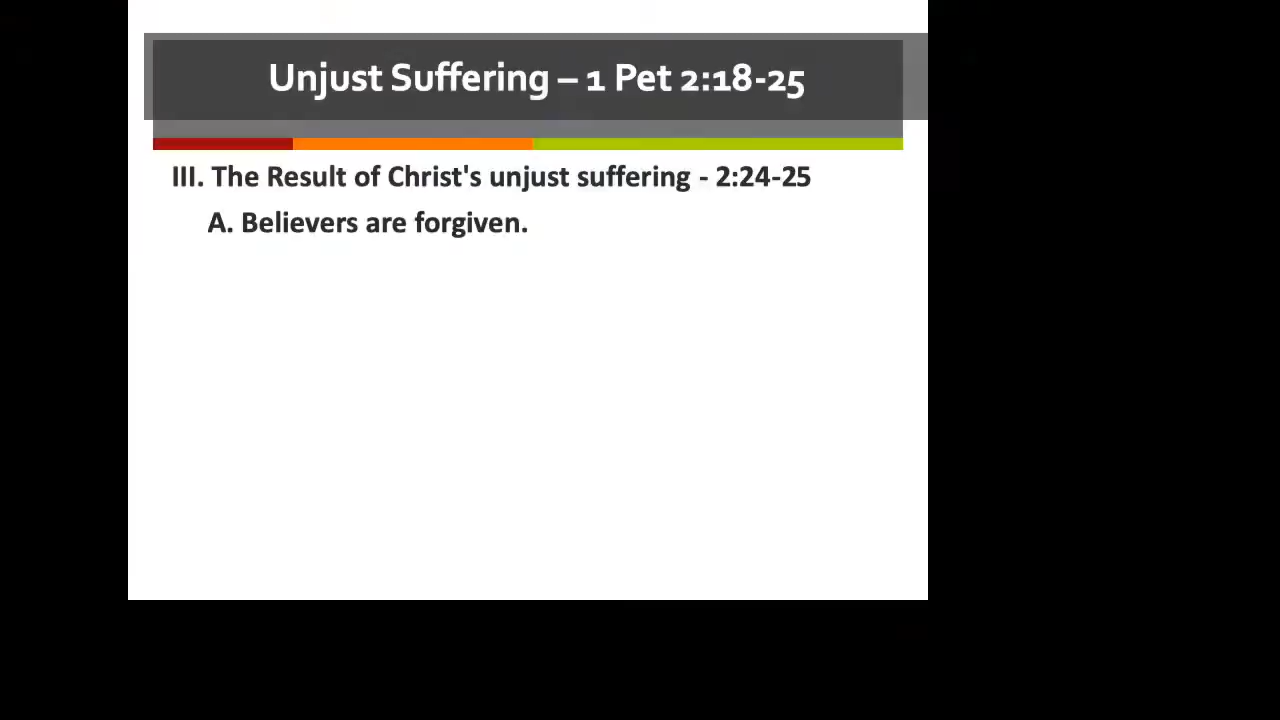 Unjust Suffering – 1 Pet 2:18-25
III. The Result of Christ's unjust suffering - 2:24-25
A. Believers are forgiven.